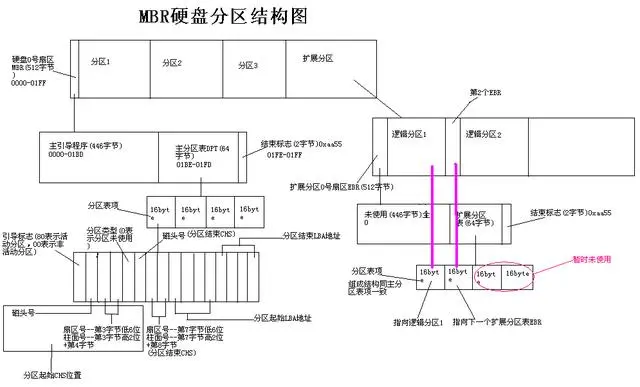 MBR硬盘分区结构图
硬盘0号扇区
MBR(512字节
)
0000-01FF
分区1
分区2
分区3
扩展分区
第2个EBR
逻辑分区1
逻辑分区2
主引导程序(446字节)
0000-01BD
主分区表DPT(64
字节)
01BE-01FD
结束标志(2字节)0xaa55
01FE-01FF
扩展分区0号扇区EBR(512字节)
未使用(446字节)全
0
扩展分区
表(64字节)
结束标志(2字节)0xaa55
分区表项
16byt
e
16byt
e
16byt
e
16byt
e
引导标志(80表示活
动分区，00表示非
活动分区)
分区类型(0表
示分区未使用
)
磁头号
(分区结束CHS)
分区结束LBA地址
分区表项
组成结构同主分
区表项一致
16byt
e
16byt
e
16byt
e
16byte
暂时未使用
指向逻辑分区1
指向下一个扩展分区表EBR
磁头号
扇区号--第3字节低6位
柱面号--第3字节高2位
+第4字节
扇区号--第7字节低6位
柱面号--第7字节高2位
+第8字节
(分区结束CHS)
分区起始LBA地址
分区起始CHS位置